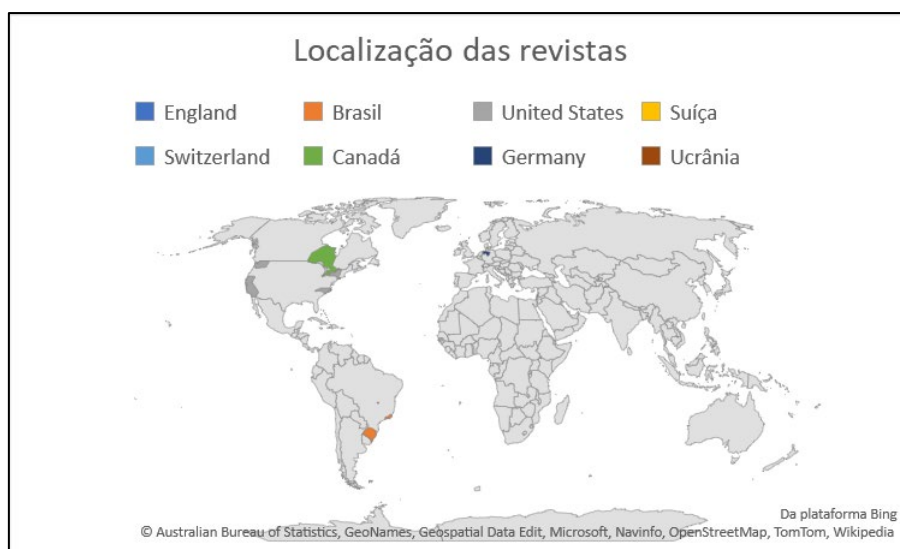 Localização das revistas
England Brasil United States Suíça
Switzerland Canadá Germany Ucrânia
Da plataforma Bing
© Australian Bureau of Statistics, GeoNames, Geospatial Data Edit, Microsoft, Navinfo, OpenStreetMap, TomTom, Wikipedia